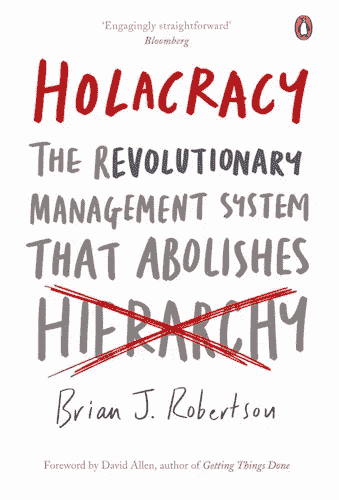 'Engagingly straightforward'
Bloomberg
HOLACRACY
THE REVOLUTIONARY
MANAGEMENT SYSTEM
THAT ABOLISHES
HIERARCHY
Brian J. Robertson
Foreword by David Allen, author of Getting Things Done